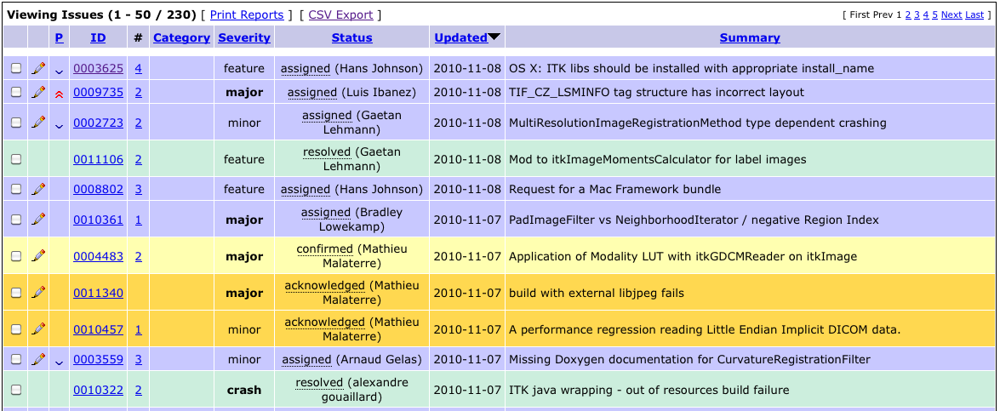 Viewing Issues (1 - 50 / 230) [ Print Reports ] [ CSV Export ] [ First Prev 1 2 3 4 5 Next Last ]
P ID # Category Severity Status Updated Summary
0003625 4 feature assigned (Hans Johnson) 2010-11-08 OS X: ITK libs should be installed with appropriate install_name
0009735 2 major assigned (Luis Ibanez) 2010-11-08 TIF_CZ_LSMINFO tag structure has incorrect layout
0002723 2 minor assigned (Gaetan Lehmann) 2010-11-08 MultiResolutionImageRegistrationMethod type dependent crashing
0011106 2 feature resolved (Gaetan Lehmann) 2010-11-08 Mod to itkImageMomentsCalculator for label images
0008802 3 feature assigned (Hans Johnson) 2010-11-08 Request for a Mac Framework bundle
0010361 1 major assigned (Bradley Lowekamp) 2010-11-07 PadImageFilter vs NeighborhoodIterator / negative Region Index
0004483 2 major confirmed (Mathieu Malaterre) 2010-11-07 Application of Modality LUT with itkGDCMReader on itkImage
0011340 major acknowledged (Mathieu Malaterre) 2010-11-07 build with external libjpeg fails
0010457 1 minor acknowledged (Mathieu Malaterre) 2010-11-07 A performance regression reading Little Endian Implicit DICOM data.
0003559 3 minor assigned (Arnaud Gelas) 2010-11-07 Missing Doxygen documentation for CurvatureRegistrationFilter
0010322 2 crash resolved (alexandre gouaillard) 2010-11-07 ITK java wrapping - out of resources build failure